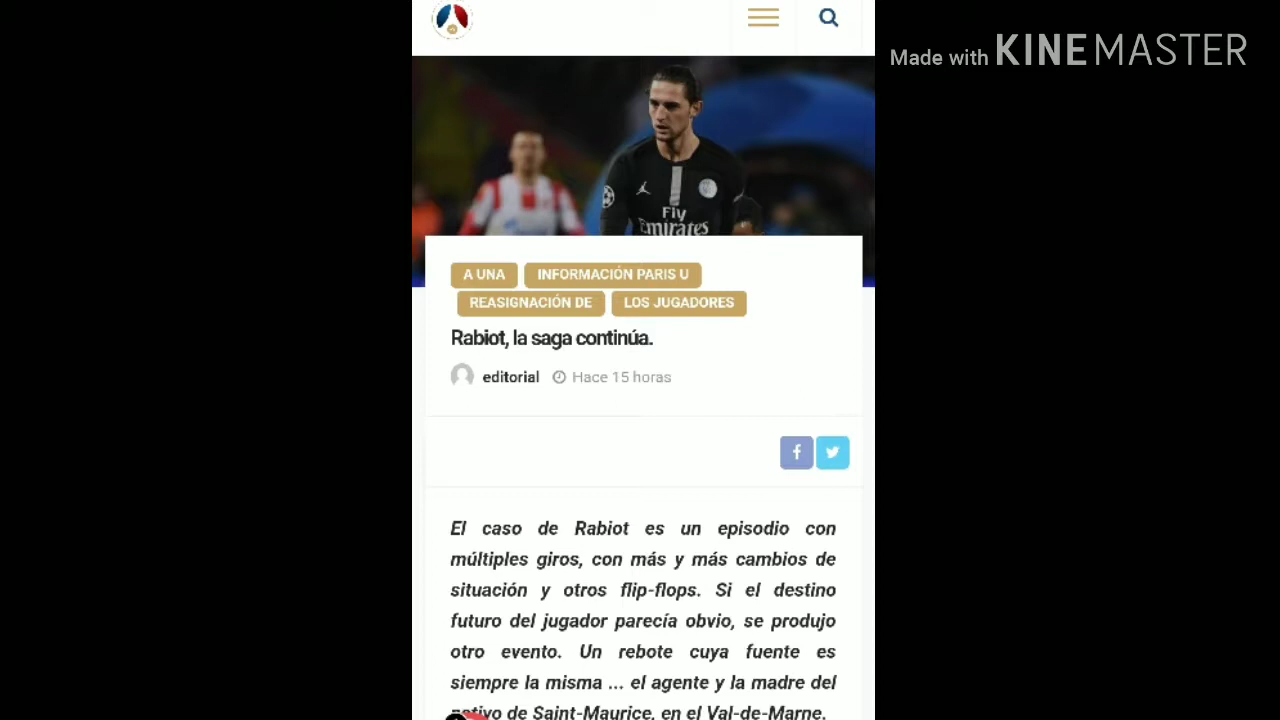 Made with KINEMASTER
Fly
Emirates
A UNA
INFORMACIÓN PARIS U
REASIGNACIÓN DE
LOS JUGADORES
Rabiot, la saga continúa.
editorial
Hace 15 horas
El caso de Rabiot es un episodio con
múltiples giros, con más y más cambios de
situación y otros flip-flops. Si el destino
futuro del jugador parecía obvio, se produjo
otro evento. Un rebote cuya fuente es
siempre la misma ... el agente y la madre del
nativo de Saint-Maurice, en el Val-de-Marne.